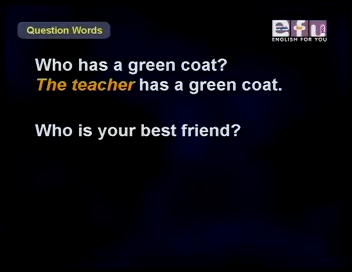 Question Words
efu
ENGLISH FOR YOU
Who has a green coat?
The teacher has a green coat.
Who is your best friend?